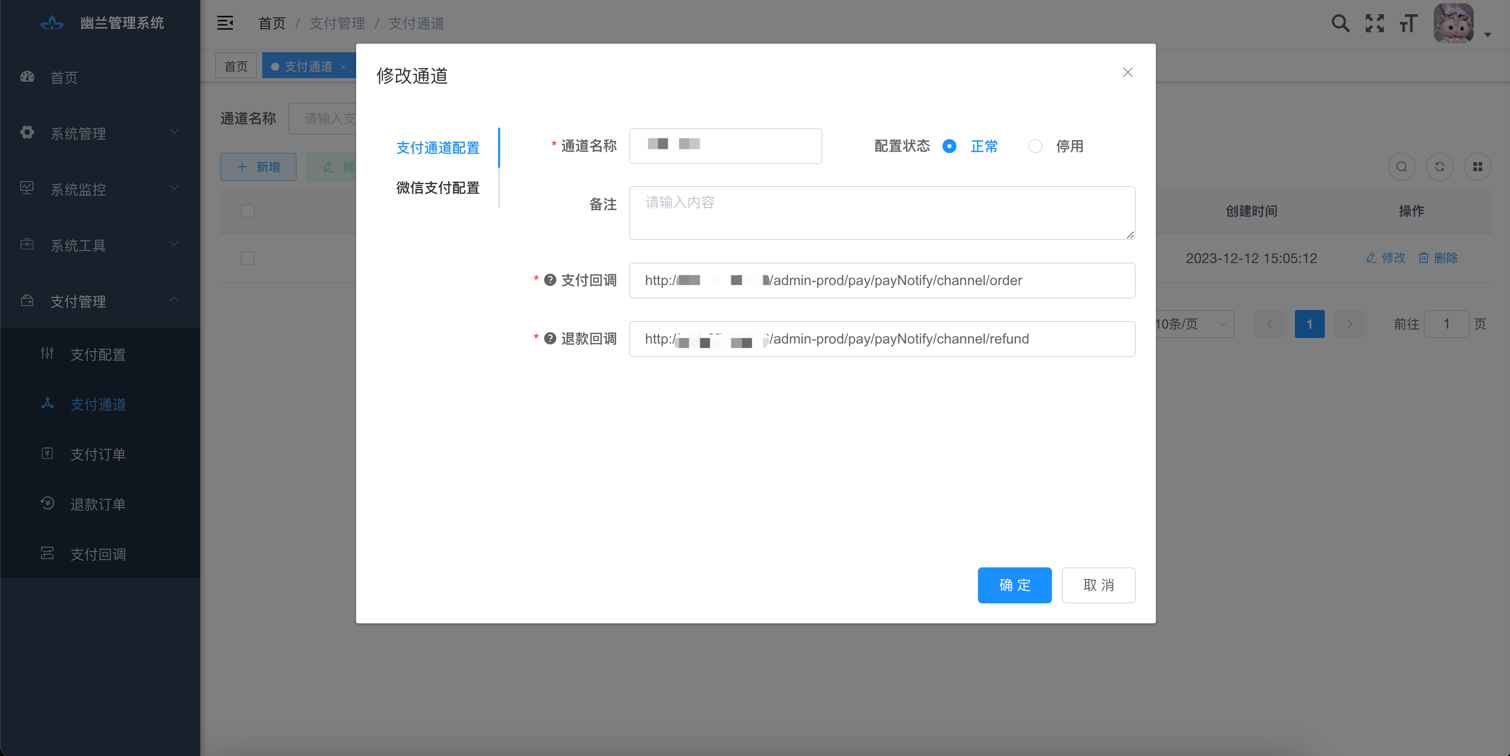 幽兰管理系统
首页 / 支付管理 / 支付通道
首页
系统管理
系统监控
系统工具
支付管理
支付配置
支付通道
支付订单
退款订单
支付回调
首页
支付通道 ×
通道名称 请输入支
+ 新增
修
创建时间 操作
2023-12-12 15:05:12 修改 删除
10条/页 1 前往 1 页
修改通道
支付通道配置
微信支付配置
* 通道名称
配置状态 正常 停用
备注 请输入内容
* 支付回调 http:/ /admin-prod/pay/payNotify/channel/order
* 退款回调 http:/ /admin-prod/pay/payNotify/channel/refund
确 定 取 消